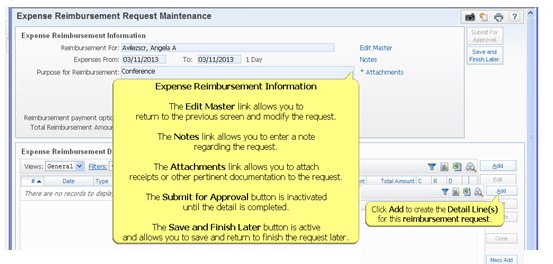 Expense Reimbursement Request Maintenance
Expense Reimbursement Information
Reimbursement For: Avilezscr, Angela A
Edit Master
Expenses From: 03/11/2013 To: 03/11/2013 1 Day
Notes
Purpose for Reimbursement: Conference
* Attachments
Submit For
Approval
Save and
Finish Later
Expense Reimbursement Information
The Edit Master link allows you to
return to the previous screen and modify the request.
The Notes link allows you to enter a note
regarding the request.
The Attachments link allows you to attach
receipts or other pertinent documentation to the request.
The Submit for Approval button is inactivated
until the detail is completed.
The Save and Finish Later button is active
and allows you to save and return to finish the request later.
Reimbursement payment optio
Total Reimbursement Amoun
Expense Reimbursement D
Views: General Filters:
Add
# Date Type
Total Amount C R D
Edit
There are no records to display
Add
Click Add to create the Detail Line(s)
for this reimbursement request.
Clone
Mass Add